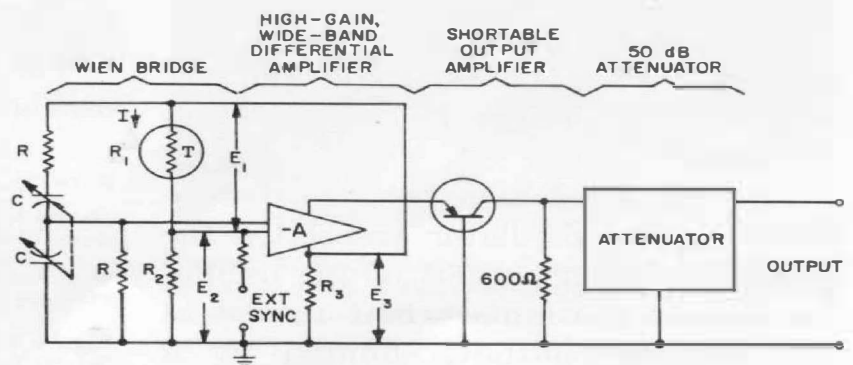 HIGH-GAIN,
WIDE-BAND
DIFFERENTIAL
AMPLIFIER
SHORTABLE
OUTPUT
AMPLIFIER
50 dB
ATTENUATOR
WIEN BRIDGE
I
R
R1
T
E1
C
-A
ATTENUATOR
C
R
R2
E2
EXT
SYNC
R3
E3
600Ω
OUTPUT